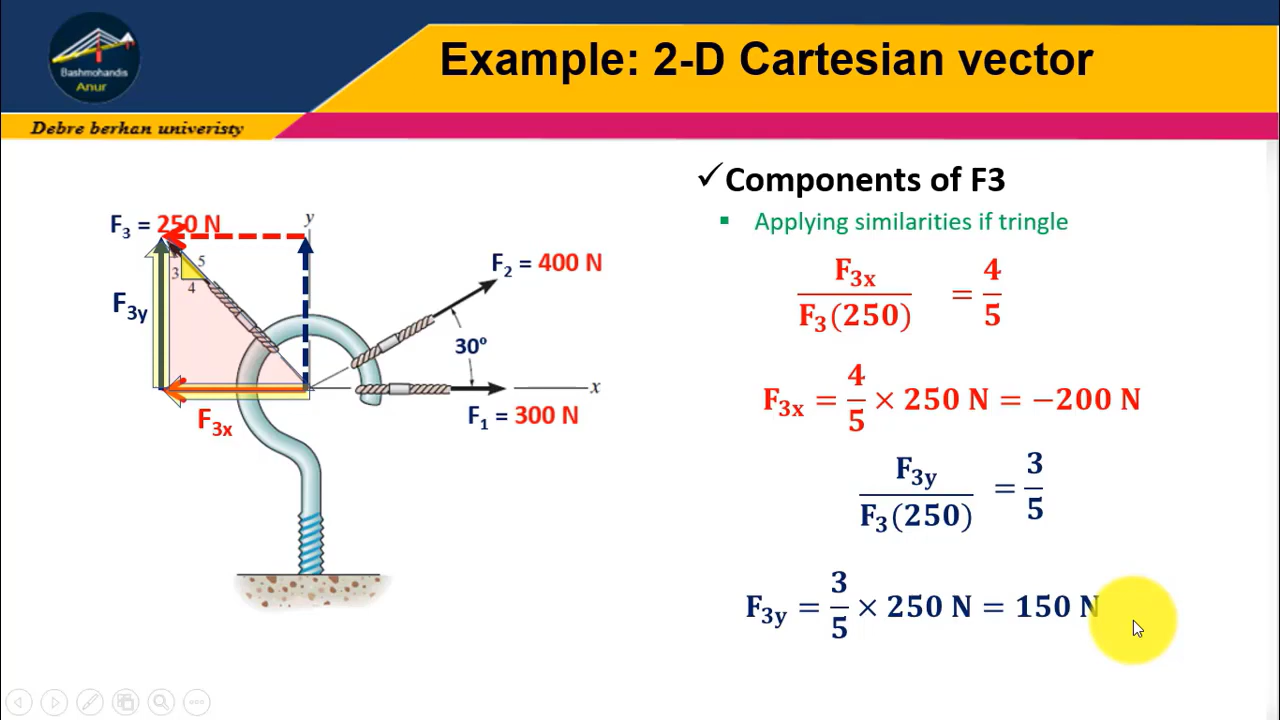 Example: 2-D Cartesian vector
Bashmohandis
Anur
Debre berhan univeristy
✓Components of F3
▪ Applying similarities if tringle
F₃ = 250 N
y
F₂ = 400 N
5
3
4
F₃y
30º
x
F₁ = 300 N
F₃x
F₃x / F₃(250) = 4/5
F₃x = 4/5 × 250 N = −200 N
F₃y / F₃(250) = 3/5
F₃y = 3/5 × 250 N = 150 N